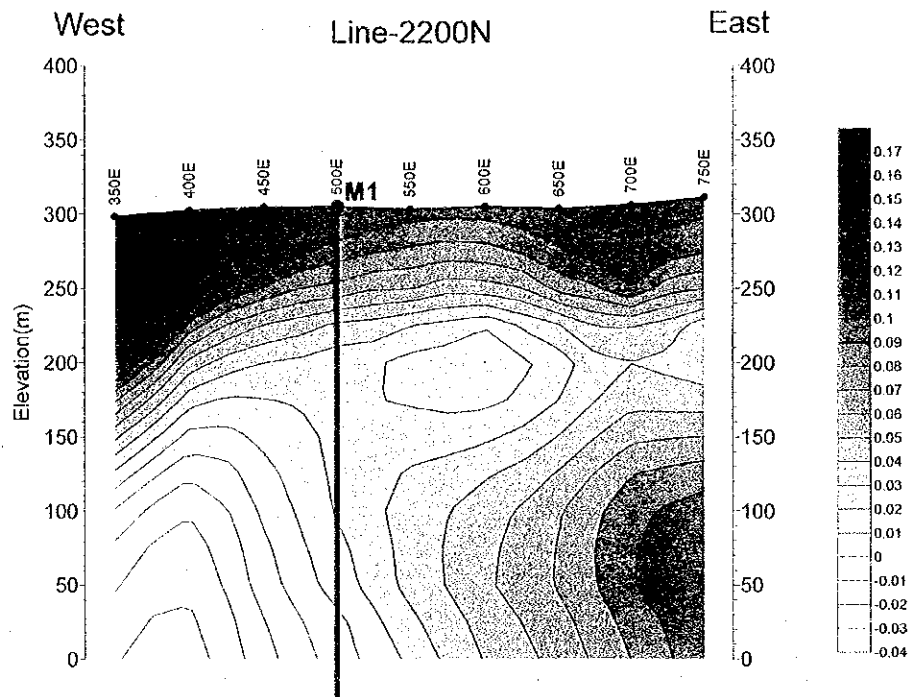 West
Line-2200N
East
400
350
300
250
200
150
100
50
0
Elevation(m)
350E
400E
450E
500E
M1
550E
600E
650E
700E
750E
400
350
300
250
200
150
100
50
0
0.17
0.16
0.15
0.14
0.13
0.12
0.11
0.1
0.09
0.08
0.07
0.06
0.05
0.04
0.03
0.02
0.01
0
-0.01
-0.02
-0.03
-0.04